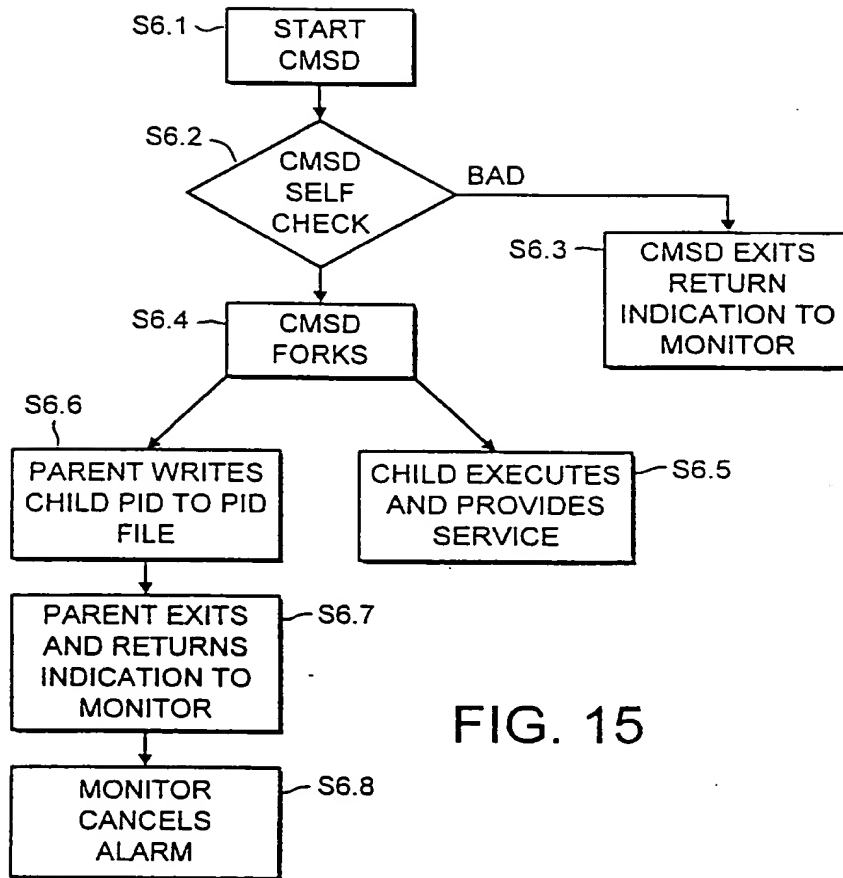 S6.1
START
CMSD
S6.2
CMSD
SELF
CHECK
BAD
S6.3
CMSD EXITS
RETURN
INDICATION TO
MONITOR
S6.4
CMSD
FORKS
S6.6
PARENT WRITES
CHILD PID TO PID
FILE
CHILD EXECUTES
AND PROVIDES
SERVICE
S6.5
PARENT EXITS
AND RETURNS
INDICATION TO
MONITOR
S6.7
FIG. 15
MONITOR
CANCELS
ALARM
S6.8